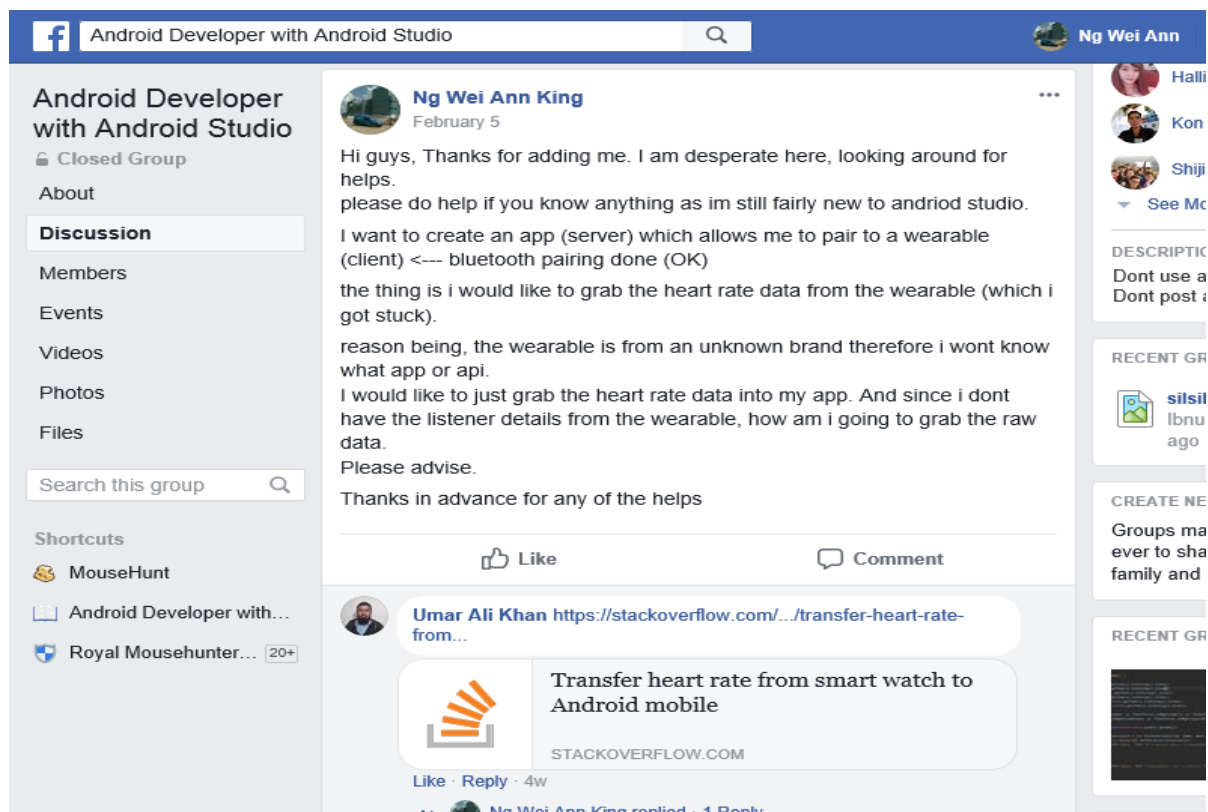 Android Developer with Android Studio
Ng Wei Ann
Android Developer
with Android Studio
Closed Group
About
Discussion
Members
Events
Videos
Photos
Files
Search this group
Shortcuts
MouseHunt
Android Developer with...
Royal Mousehunter... 20+
Ng Wei Ann King
February 5
Hi guys, Thanks for adding me. I am desperate here, looking around for
helps.
please do help if you know anything as im still fairly new to andriod studio.
I want to create an app (server) which allows me to pair to a wearable
(client) <--- bluetooth pairing done (OK)
the thing is i would like to grab the heart rate data from the wearable (which i
got stuck).
reason being, the wearable is from an unknown brand therefore i wont know
what app or api.
I would like to just grab the heart rate data into my app. And since i dont
have the listener details from the wearable, how am i going to grab the raw
data.
Please advise.
Thanks in advance for any of the helps
Like
Comment
Umar Ali Khan https://stackoverflow.com/.../transfer-heart-rate-
from...
Transfer heart rate from smart watch to
Android mobile
STACKOVERFLOW.COM
Like · Reply · 4w
Ng Wei Ann King replied · 1 Reply
Halli
Kon
Shiji
See Mo
DESCRIPTIO
Dont use a
Dont post a
RECENT GR
silsil
Ibnu
ago
CREATE NE
Groups ma
ever to sha
family and
RECENT GR